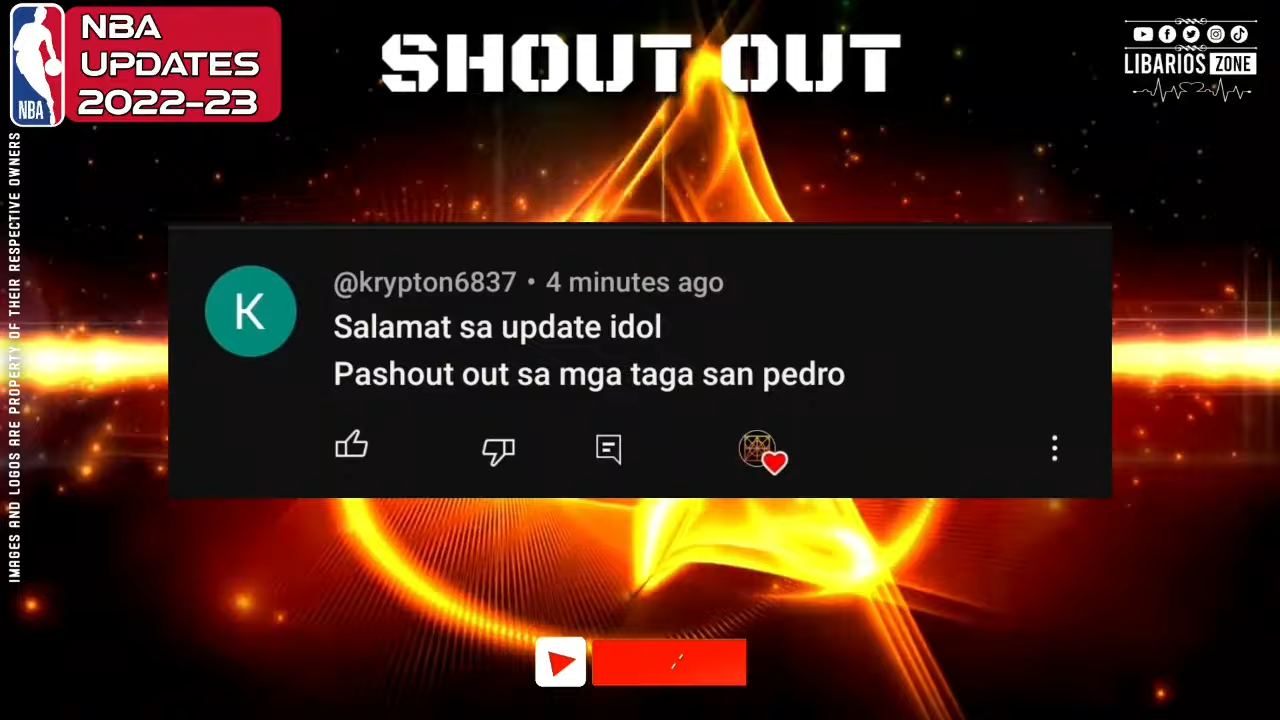 NBA
UPDATES
2022-23
NBA
SHOUT OUT
LIBARIOS ZONE
IMAGES AND LOGOS ARE PROPERTY OF THEIR RESPECTIVE OWNERS
K
@krypton6837 • 4 minutes ago
Salamat sa update idol
Pashout out sa mga taga san pedro